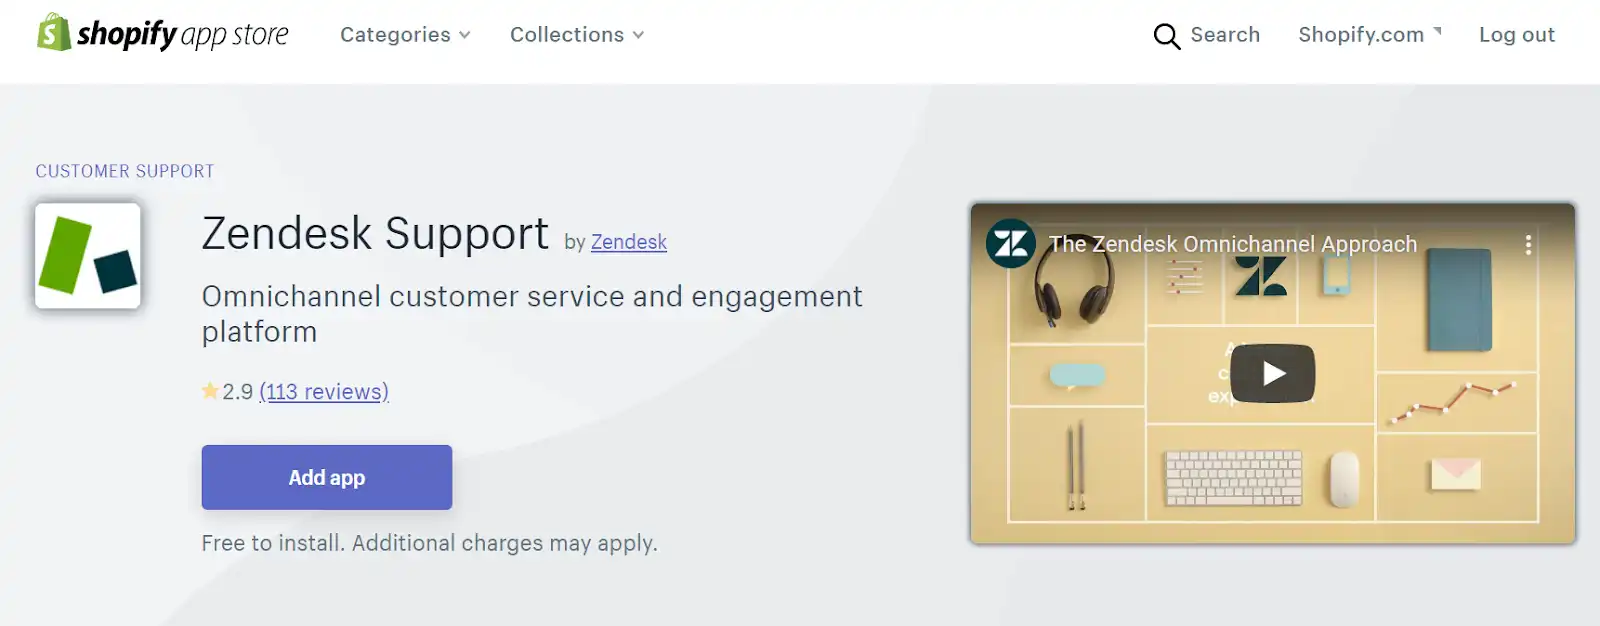 shopify app store
Categories
Collections
Search
Shopify.com
Log out
CUSTOMER SUPPORT
Zendesk Support by Zendesk
Omnichannel customer service and engagement
platform
2.9 (113 reviews)
Add app
Free to install. Additional charges may apply.
The Zendesk Omnichannel Approach